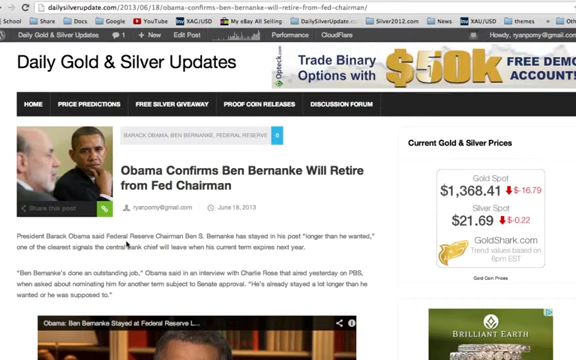 dailysilverupdate.com/2013/06/18/obama-confirms-ben-bernanke-will-retire-from-fed-chairman/
School News Wordpress XAG/USD XAU/USD My eBay Selling DailySilverUpdate.com Silver2012.com News themes Other
Daily Gold & Silver Updates 1 + New Performance CloudFlare Howdy, ryanpomy@gmail.com
Daily Gold & Silver Updates
Opteck.com
Trade Binary
Options with
$50k
FREE DEMO
ACCOUNTS
HOME PRICE PREDICTIONS FREE SILVER GIVEAWAY PROOF COIN RELEASES DISCUSSION FORUM
BARACK OBAMA, BEN BERNANKE, FEDERAL RESERVE 0
Obama Confirms Ben Bernanke Will Retire
from Fed Chairman
Share this post
ryanpomy@gmail.com June 18, 2013
President Barack Obama said Federal Reserve Chairman Ben S. Bernanke has stayed in his post "longer than he wanted,"
one of the clearest signals the central bank chief will leave when his current term expires next year.
"Ben Bernanke's done an outstanding job," Obama said in an interview with Charlie Rose that aired yesterday on PBS,
when asked about nominating him for another term subject to Senate approval. "He's already stayed a lot longer than he
wanted or he was supposed to."
Obama: Ben Bernanke Stayed at Federal Reserve L...
Current Gold & Silver Prices
Gold Spot
$1,368.41 $-16.79
Silver Spot
$21.69 $-0.22
GoldShark.com
Trend values based on
6pm EST
Gold Coin Prices
BRILLIANT EARTH